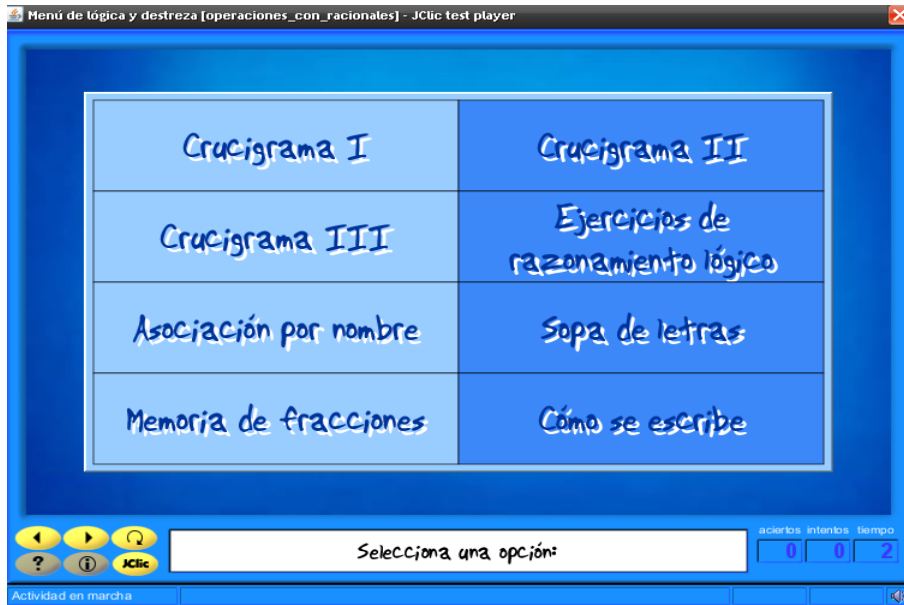 Menú de lógica y destreza [operaciones_con_racionales] - JClic test player
Crucigrama I
Crucigrama II
Crucigrama III
Ejercicios de
razonamiento lógico
Asociación por nombre
Sopa de letras
Memoria de fracciones
Cómo se escribe
? i JClic
Selecciona una opción:
aciertos intentos tiempo
0 0 2
Actividad en marcha